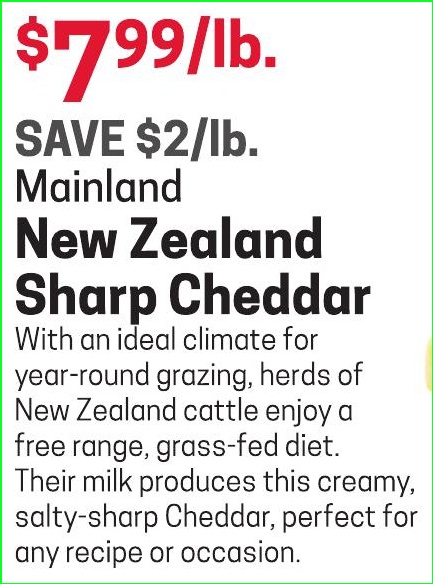 $7.99/lb.
SAVE $2/lb.
Mainland
New Zealand
Sharp Cheddar
With an ideal climate for
year-round grazing, herds of
New Zealand cattle enjoy a
free range, grass-fed diet.
Their milk produces this creamy,
salty-sharp Cheddar, perfect for
any recipe or occasion.